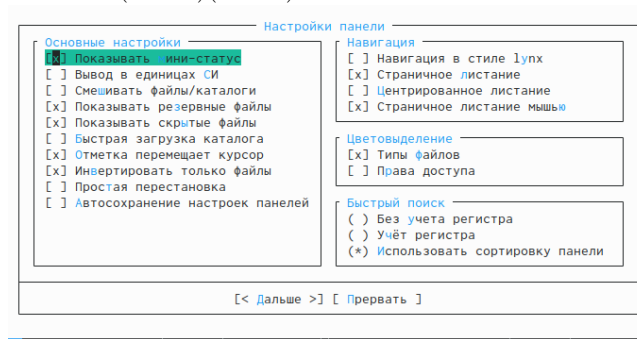 Настройки панели
Основные настройки
[x] Показывать мини-статус
[ ] Вывод в единицах СИ
[ ] Смешивать файлы/каталоги
[x] Показывать резервные файлы
[x] Показывать скрытые файлы
[ ] Быстрая загрузка каталога
[x] Отметка перемещает курсор
[x] Инвертировать только файлы
[ ] Простая перестановка
[ ] Автосохранение настроек панелей
Навигация
[ ] Навигация в стиле lynx
[x] Страничное листание
[ ] Центрированное листание
[x] Страничное листание мышью
Цветовыделение
[x] Типы файлов
[ ] Права доступа
Быстрый поиск
( ) Без учета регистра
( ) Учёт регистра
(*) Использовать сортировку панели
[< Дальше >] [ Прервать ]